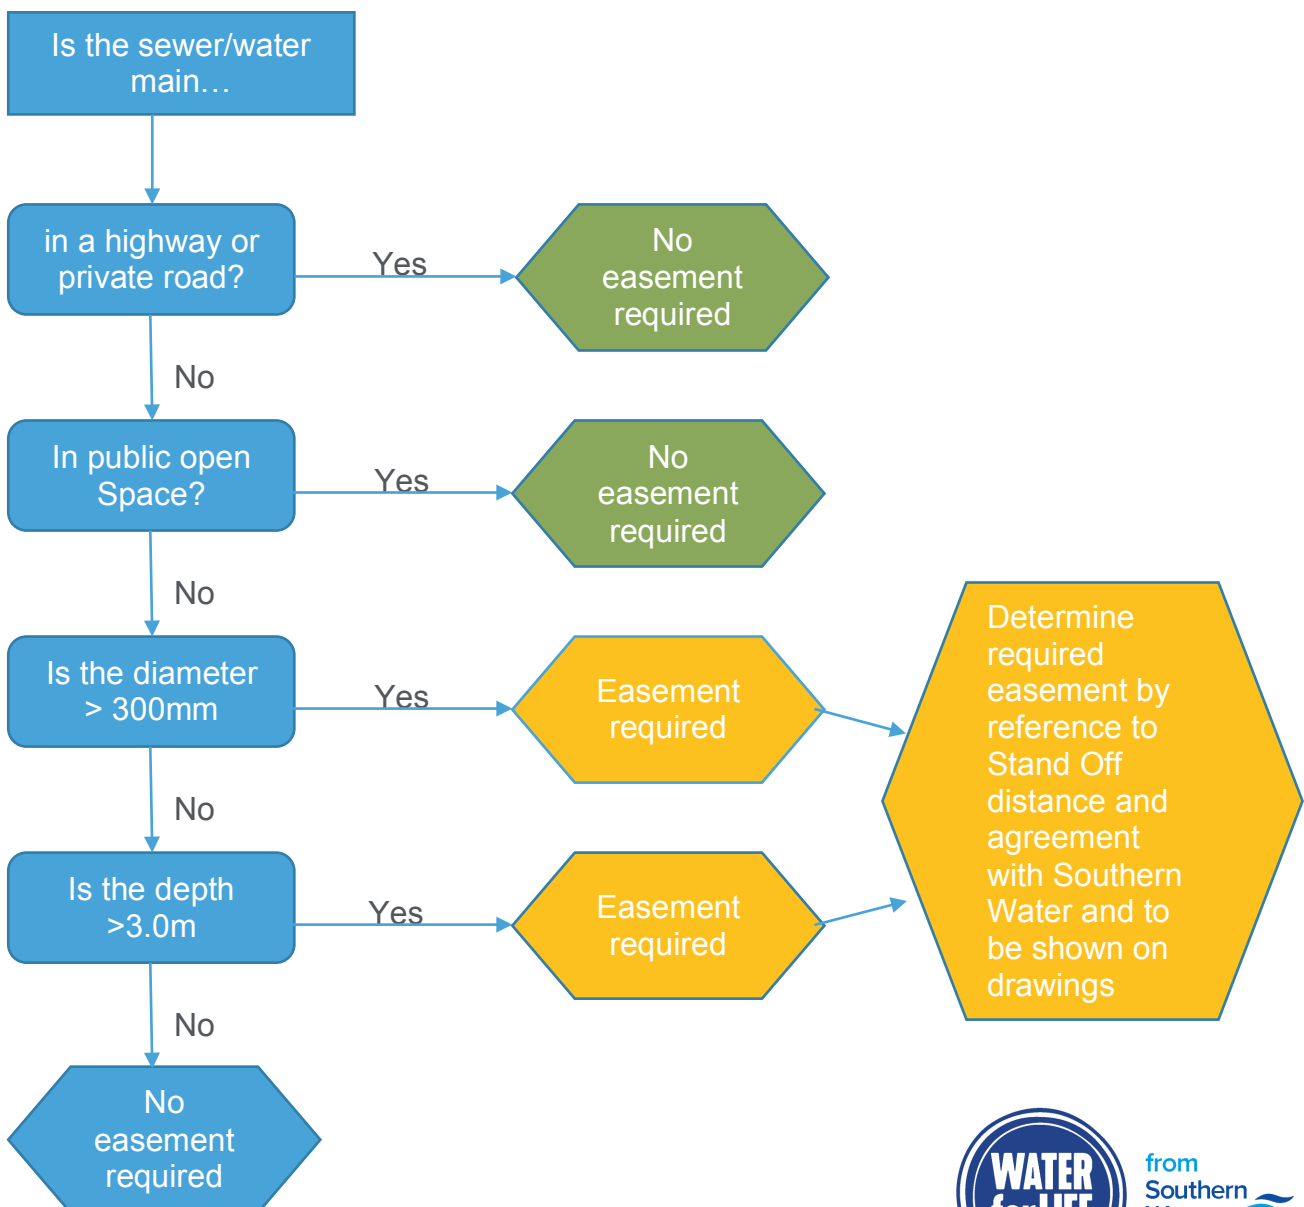 Is the sewer/water
main…
in a highway or
private road?
Yes
No
easement
required
No
In public open
Space?
Yes
No
easement
required
No
Is the diameter
> 300mm
Yes
Easement
required
Determine
required
easement by
reference to
Stand Off
distance and
agreement
with Southern
Water and to
be shown on
drawings
No
Is the depth
>3.0m
Yes
Easement
required
No
No
easement
required
WATER
for LIFE
from
Southern